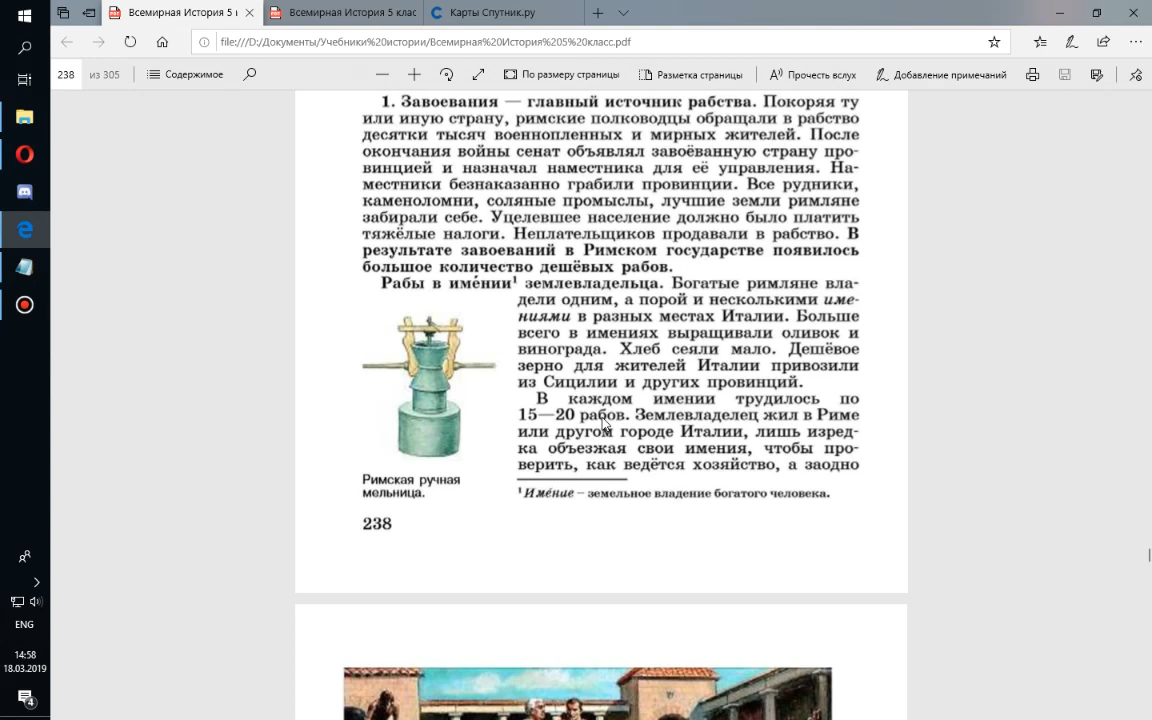 Всемирная История 5 к
Всемирная История 5 клас
Карты Спутник.ру
file:///D:/Документы/Учебники%20истории/Всемирная%20История%205%20класс.pdf
238 из 305 Содержимое По размеру страницы Разметка страницы Прочесть вслух Добавление примечаний
1. Завоевания — главный источник рабства. Покоряя ту
или иную страну, римские полководцы обращали в рабство
десятки тысяч военнопленных и мирных жителей. После
окончания войны сенат объявлял завоёванную страну про-
винцией и назначал наместника для её управления. На-
местники безнаказанно грабили провинции. Все рудники,
каменоломни, соляные промыслы, лучшие земли римляне
забирали себе. Уцелевшее население должно было платить
тяжёлые налоги. Неплательщиков продавали в рабство. В
результате завоеваний в Римском государстве появилось
большое количество дешёвых рабов.
Рабы в име́нии¹ землевладельца. Богатые римляне вла-
дели одним, а порой и несколькими име-
ниями в разных местах Италии. Больше
всего в имениях выращивали оливок и
винограда. Хлеб сеяли мало. Дешёвое
зерно для жителей Италии привозили
из Сицилии и других провинций.
В каждом имении трудилось по
15—20 рабов. Землевладелец жил в Риме
или другом городе Италии, лишь изред-
ка объезжая свои имения, чтобы про-
верить, как ведётся хозяйство, а заодно
Римская ручная
мельница.
¹ Име́ние – земельное владение богатого человека.
238
ENG
14:58
18.03.2019
4